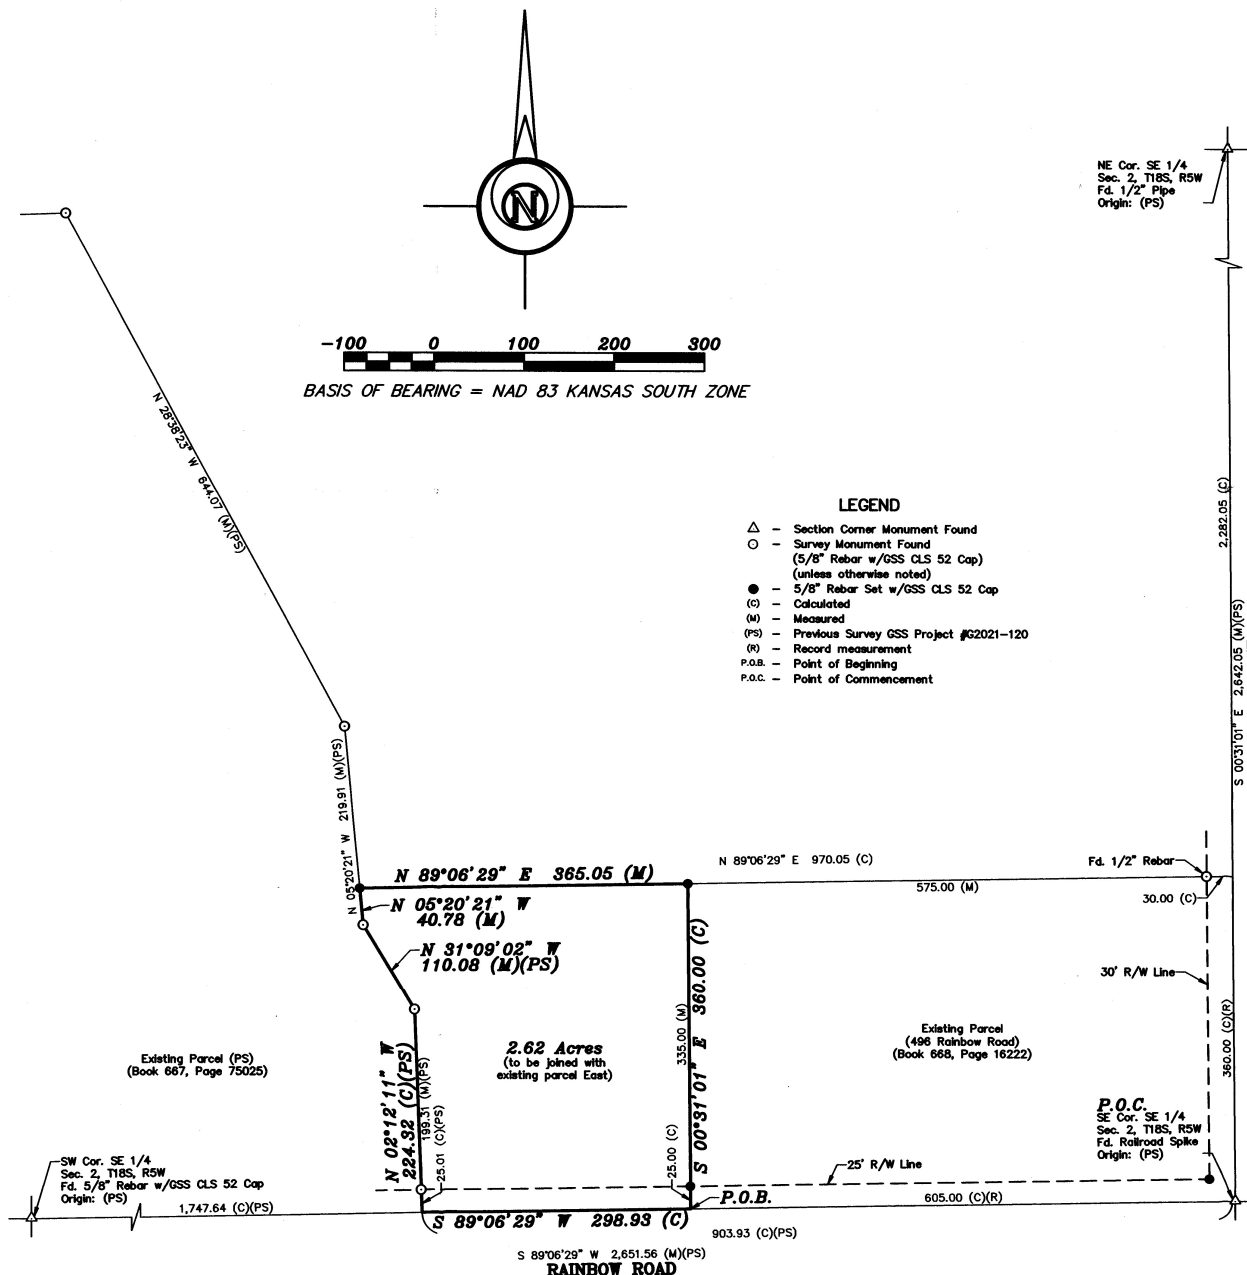 NE Cor. SE 1/4
Sec. 2, T18S, R5W
Fd. 1/2" Pipe
Origin: (PS)
N
-100 0 100 200 300
BASIS OF BEARING = NAD 83 KANSAS SOUTH ZONE
N 28°38'23" W 644.07 (M)(PS)
LEGEND
△ - Section Corner Monument Found
⊙ - Survey Monument Found
(5/8" Rebar w/GSS CLS 52 Cap)
(unless otherwise noted)
● - 5/8" Rebar Set w/GSS CLS 52 Cap
(C) - Calculated
(M) - Measured
(PS) - Previous Survey GSS Project #G2021-120
(R) - Record measurement
P.O.B. - Point of Beginning
P.O.C. - Point of Commencement
2,282.05 (C)
S 00°31'01" E 2,642.05 (M)(PS)
N 05°20'21" W 219.91 (M)(PS)
N 89°06'29" E 365.05 (M)
N 89°06'29" E 970.05 (C)
Fd. 1/2" Rebar
575.00 (M)
30.00 (C)
N 05°20'21" W
40.78 (M)
N 31°09'02" W
110.08 (M)(PS)
30' R/W Line
S 00°31'01" E 360.00 (C)
335.00 (M)
25.00 (C)
360.00 (C)(R)
Existing Parcel
(496 Rainbow Road)
(Book 668, Page 16222)
2.62 Acres
(to be joined with
existing parcel East)
Existing Parcel (PS)
(Book 667, Page 75025)
N 02°12'11" W
224.32 (C)(PS)
199.31 (M)(PS)
25.01 (C)(PS)
P.O.C.
SE Cor. SE 1/4
Sec. 2, T18S, R5W
Fd. Railroad Spike
Origin: (PS)
SW Cor. SE 1/4
Sec. 2, T18S, R5W
Fd. 5/8" Rebar w/GSS CLS 52 Cap
Origin: (PS)
25' R/W Line
P.O.B.
605.00 (C)(R)
1,747.64 (C)(PS)
S 89°06'29" W 298.93 (C)
903.93 (C)(PS)
S 89°06'29" W 2,651.56 (M)(PS)
RAINBOW ROAD